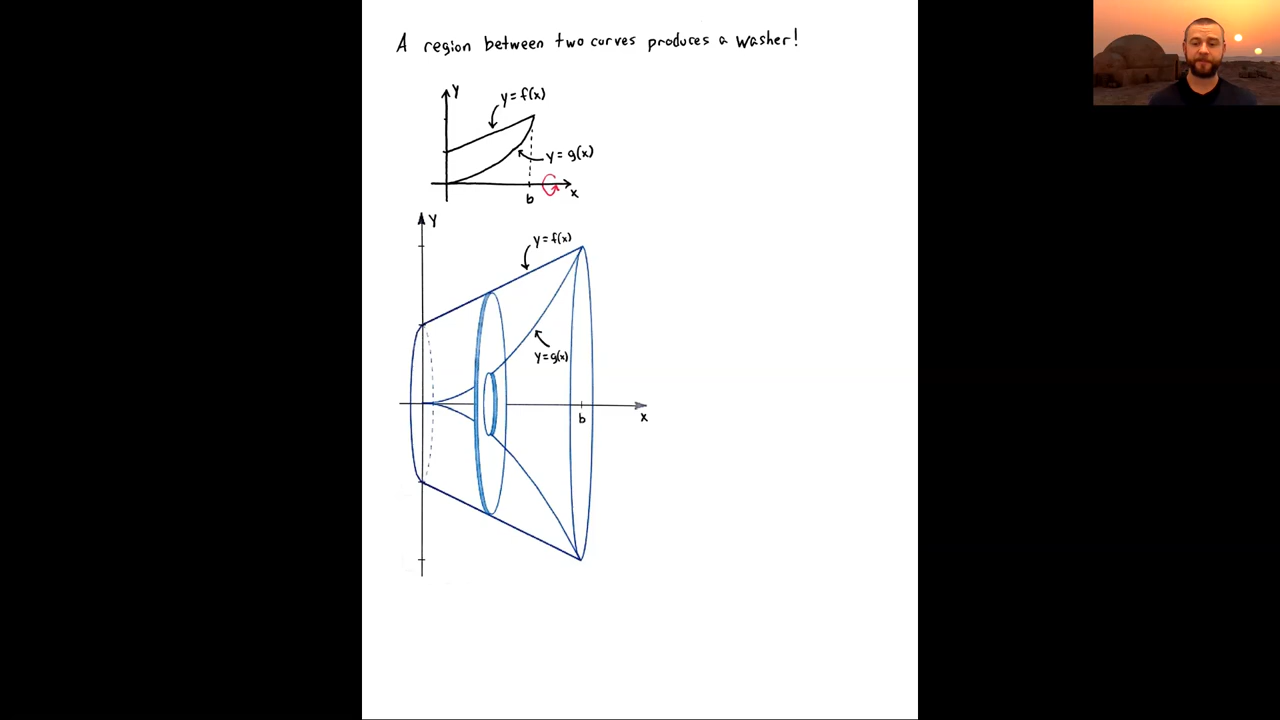 A region between two curves produces a washer!
y
y = f(x)
y = g(x)
b
x
y
y = f(x)
y = g(x)
b
x